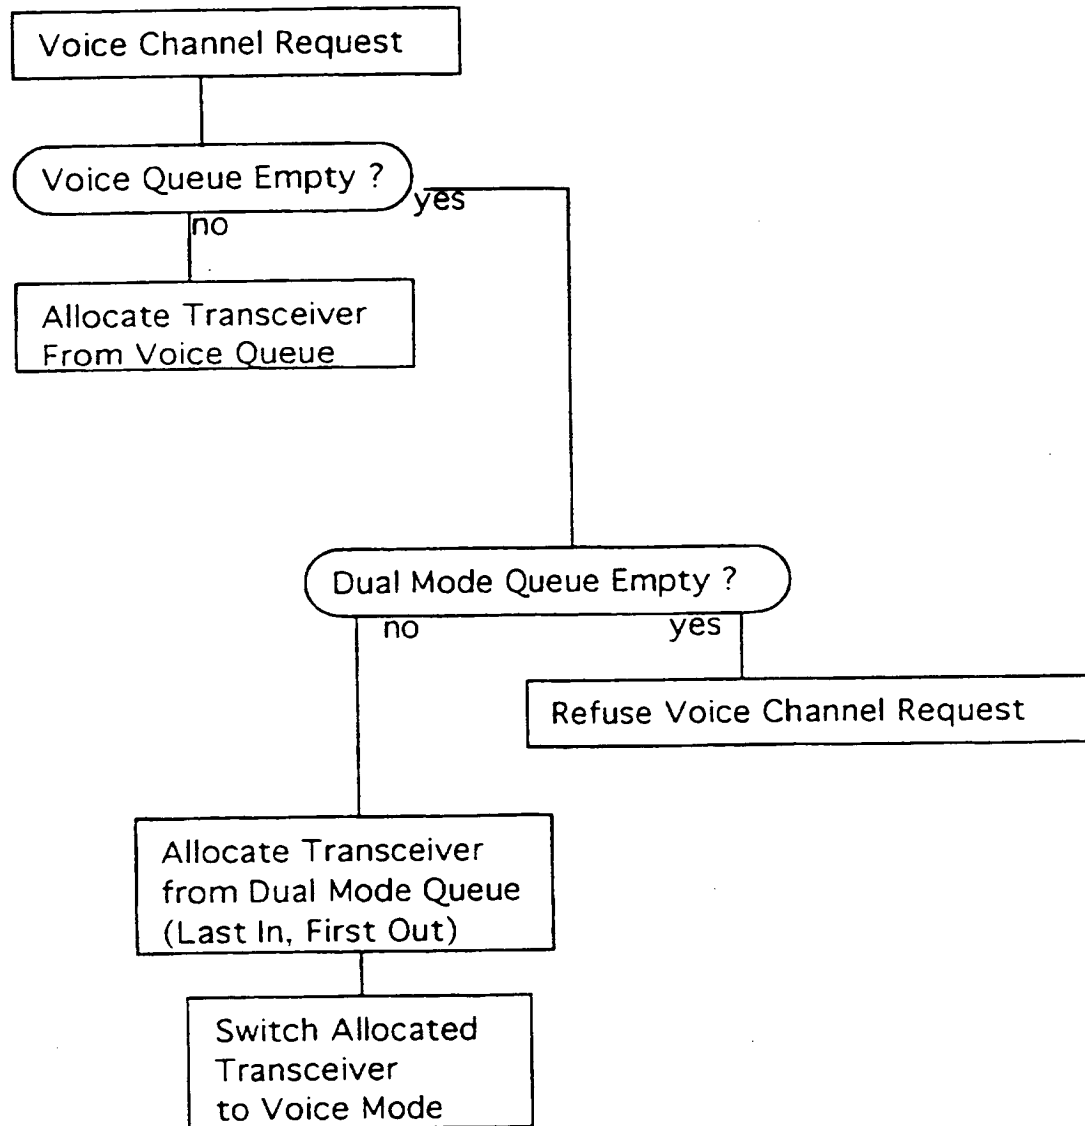 Voice Channel Request
Voice Queue Empty ?
yes
no
Allocate Transceiver
From Voice Queue
Dual Mode Queue Empty ?
no
yes
Refuse Voice Channel Request
Allocate Transceiver
from Dual Mode Queue
(Last In, First Out)
Switch Allocated
Transceiver
to Voice Mode